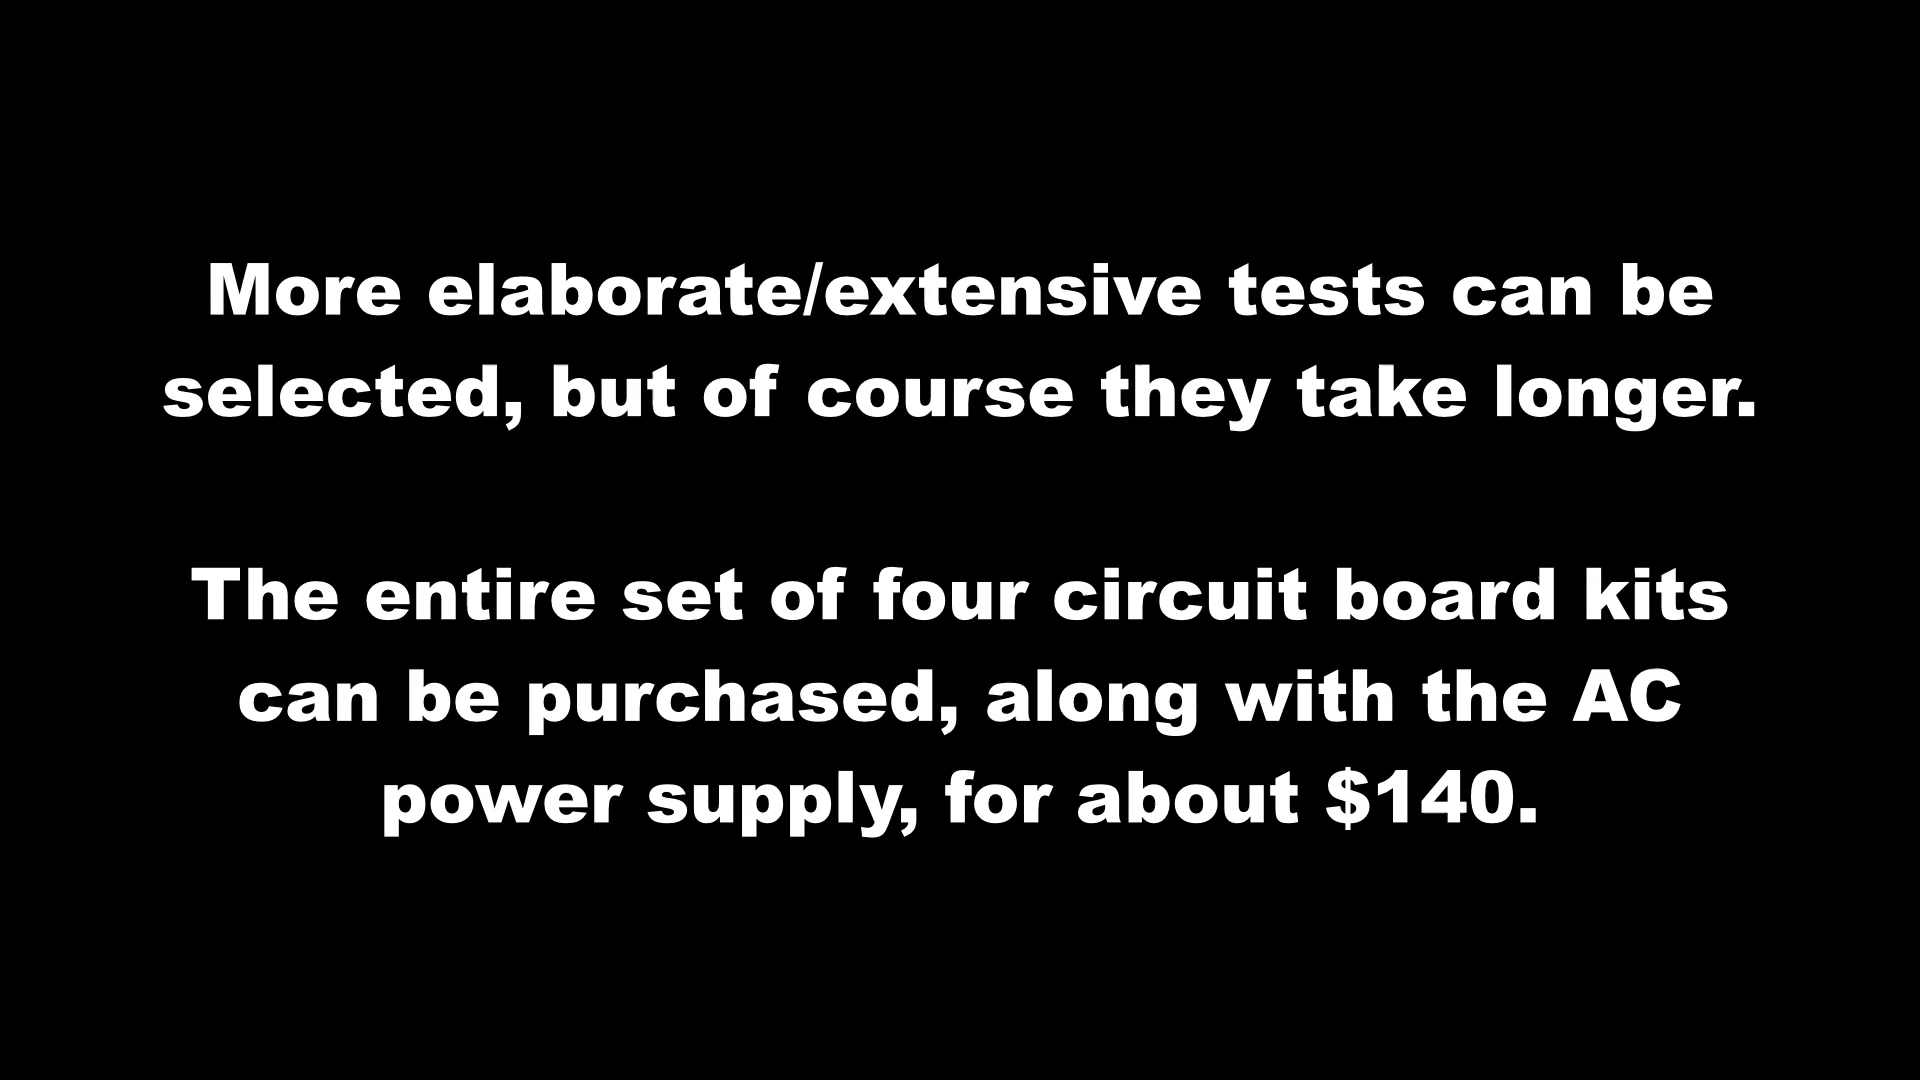 More elaborate/extensive tests can be
selected, but of course they take longer.
The entire set of four circuit board kits
can be purchased, along with the AC
power supply, for about $140.